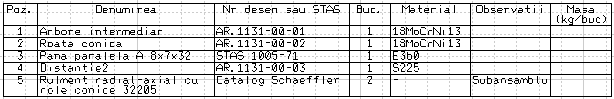 Poz. Denumirea Nr desen sau STAS Buc. Material Observatii Masa
(kg/buc)
1 Arbore intermediar AR.1131-00-01 1 18MoCrNi13
2 Roata conica AR.1131-00-02 1 18MoCrNi13
3 Pana paralela A 8x7x32 STAS 1005-71 1 E360
4 Distantie2 AR.1131-00-03 1 S225
5 Rulment radial-axial cu Catalog Schaeffler 2 - Subansamblu
role conice 32205